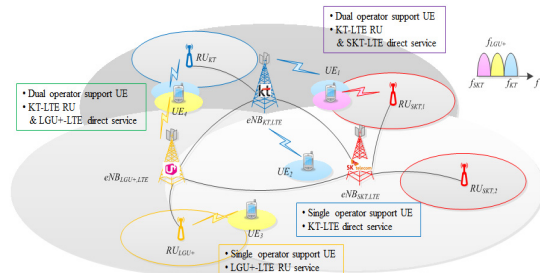 • Dual operator support UE
• KT-LTE RU
& SKT-LTE direct service
f_LGU+
f_SKT
f_KT
f
RU_KT
UE_1
RU_SKT,1
• Dual operator support UE
• KT-LTE RU
& LGU+-LTE direct service
UE_4
kt
eNB_KT,LTE
U+
SK telecom
eNB_LGU+,LTE
UE_2
eNB_SKT,LTE
RU_SKT,2
• Single operator support UE
• KT-LTE direct service
RU_LGU+
UE_3
• Single operator support UE
• LGU+-LTE RU service